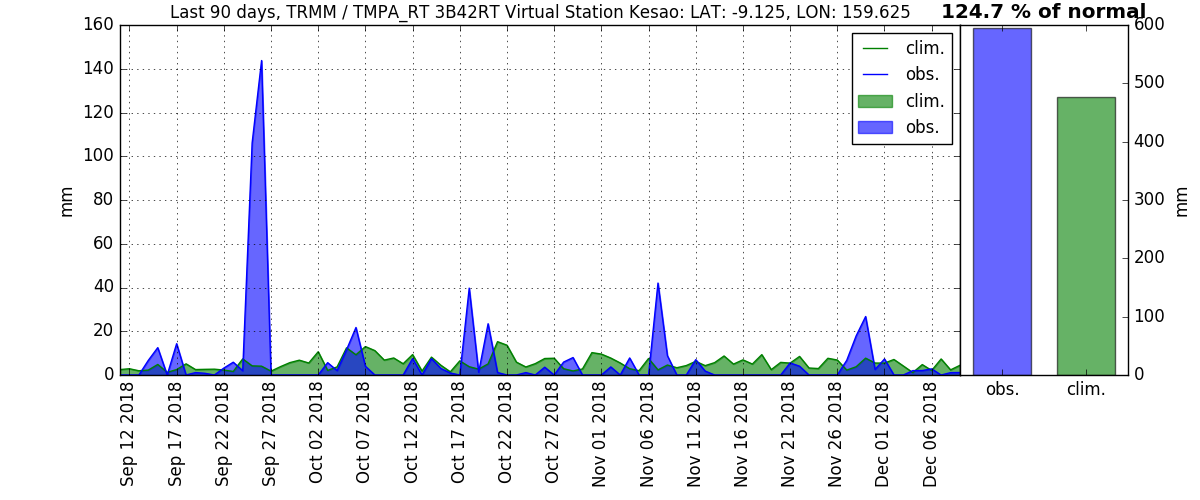 Last 90 days, TRMM / TMPA_RT 3B42RT Virtual Station Kesao: LAT: -9.125, LON: 159.625
124.7 % of normal
160
140
120
100
80
60
40
20
0
mm
clim.
obs.
clim.
obs.
600
500
400
300
200
100
0
mm
Sep 12 2018
Sep 17 2018
Sep 22 2018
Sep 27 2018
Oct 02 2018
Oct 07 2018
Oct 12 2018
Oct 17 2018
Oct 22 2018
Oct 27 2018
Nov 01 2018
Nov 06 2018
Nov 11 2018
Nov 16 2018
Nov 21 2018
Nov 26 2018
Dec 01 2018
Dec 06 2018
obs.
clim.